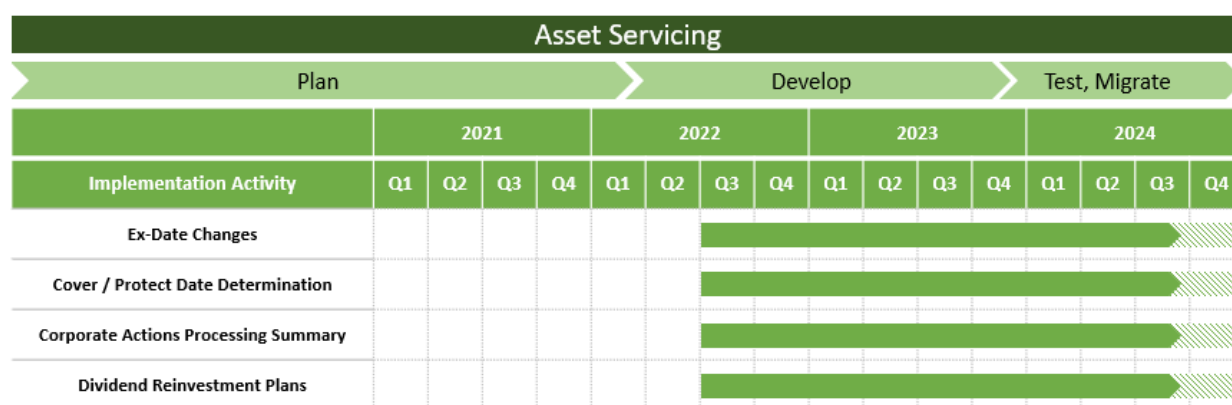 Asset Servicing
Plan Develop Test, Migrate
2021 2022 2023 2024
Implementation Activity Q1 Q2 Q3 Q4 Q1 Q2 Q3 Q4 Q1 Q2 Q3 Q4 Q1 Q2 Q3 Q4
Ex-Date Changes
Cover / Protect Date Determination
Corporate Actions Processing Summary
Dividend Reinvestment Plans